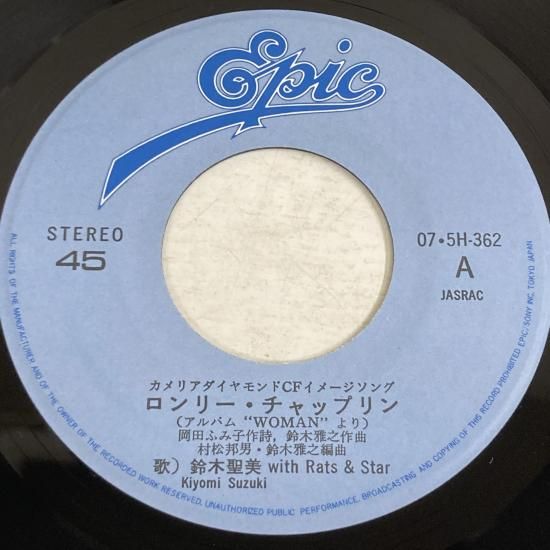 Epic
STEREO
45
07・5H-362
A
JASRAC
カメリアダイヤモンドCFイメージソング
ロンリー・チャップリン
(アルバム "WOMAN" より)
岡田ふみ子作詩, 鈴木雅之作曲
村松邦男・鈴木雅之編曲
歌) 鈴木聖美 with Rats & Star
Kiyomi Suzuki
ALL RIGHTS OF THE MANUFACTURER AND OF THE OWNER OF THE RECORDED WORK RESERVED. UNAUTHORIZED PUBLIC PERFORMANCE, BROADCASTING AND COPYING OF THIS RECORD PROHIBITED EPIC/SONY INC. TOKYO JAPAN